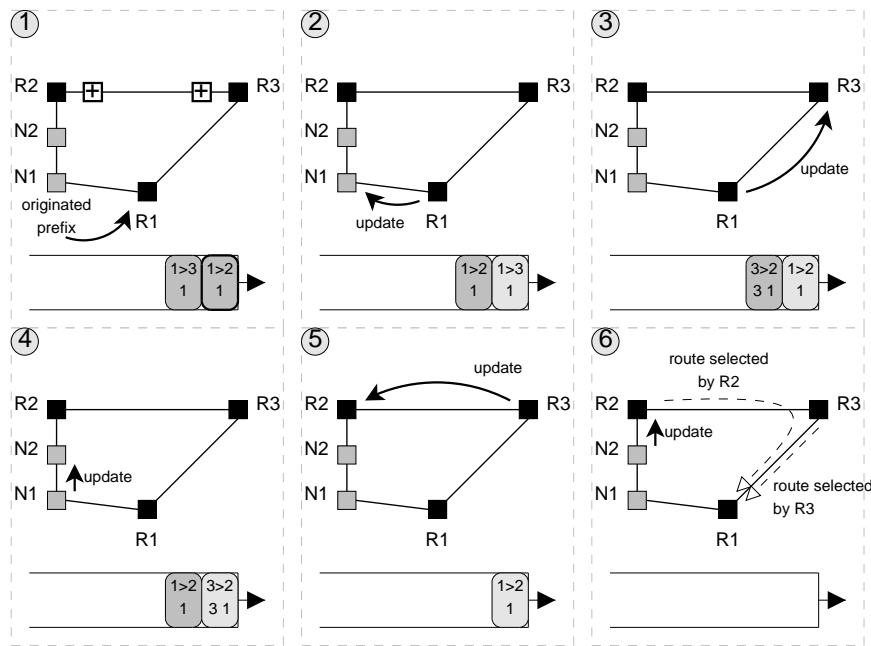 1
R2
+
+
R3
N2
N1
originated
prefix
R1
1>3
1
1>2
1
2
R2
R3
N2
N1
update
R1
1>2
1
1>3
1
3
R2
R3
N2
N1
update
R1
3>2
3 1
1>2
1
4
R2
R3
N2
update
N1
R1
1>2
1
3>2
3 1
5
update
R2
R3
N2
N1
R1
1>2
1
6
route selected
by R2
R2
R3
update
N2
N1
route selected
by R3
R1